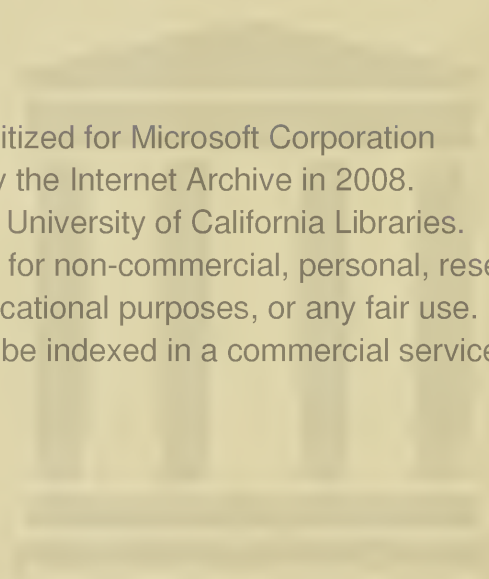 itized for Microsoft Corporation
y the Internet Archive in 2008.
University of California Libraries.
for non-commercial, personal, rese
cational purposes, or any fair use.
be indexed in a commercial service